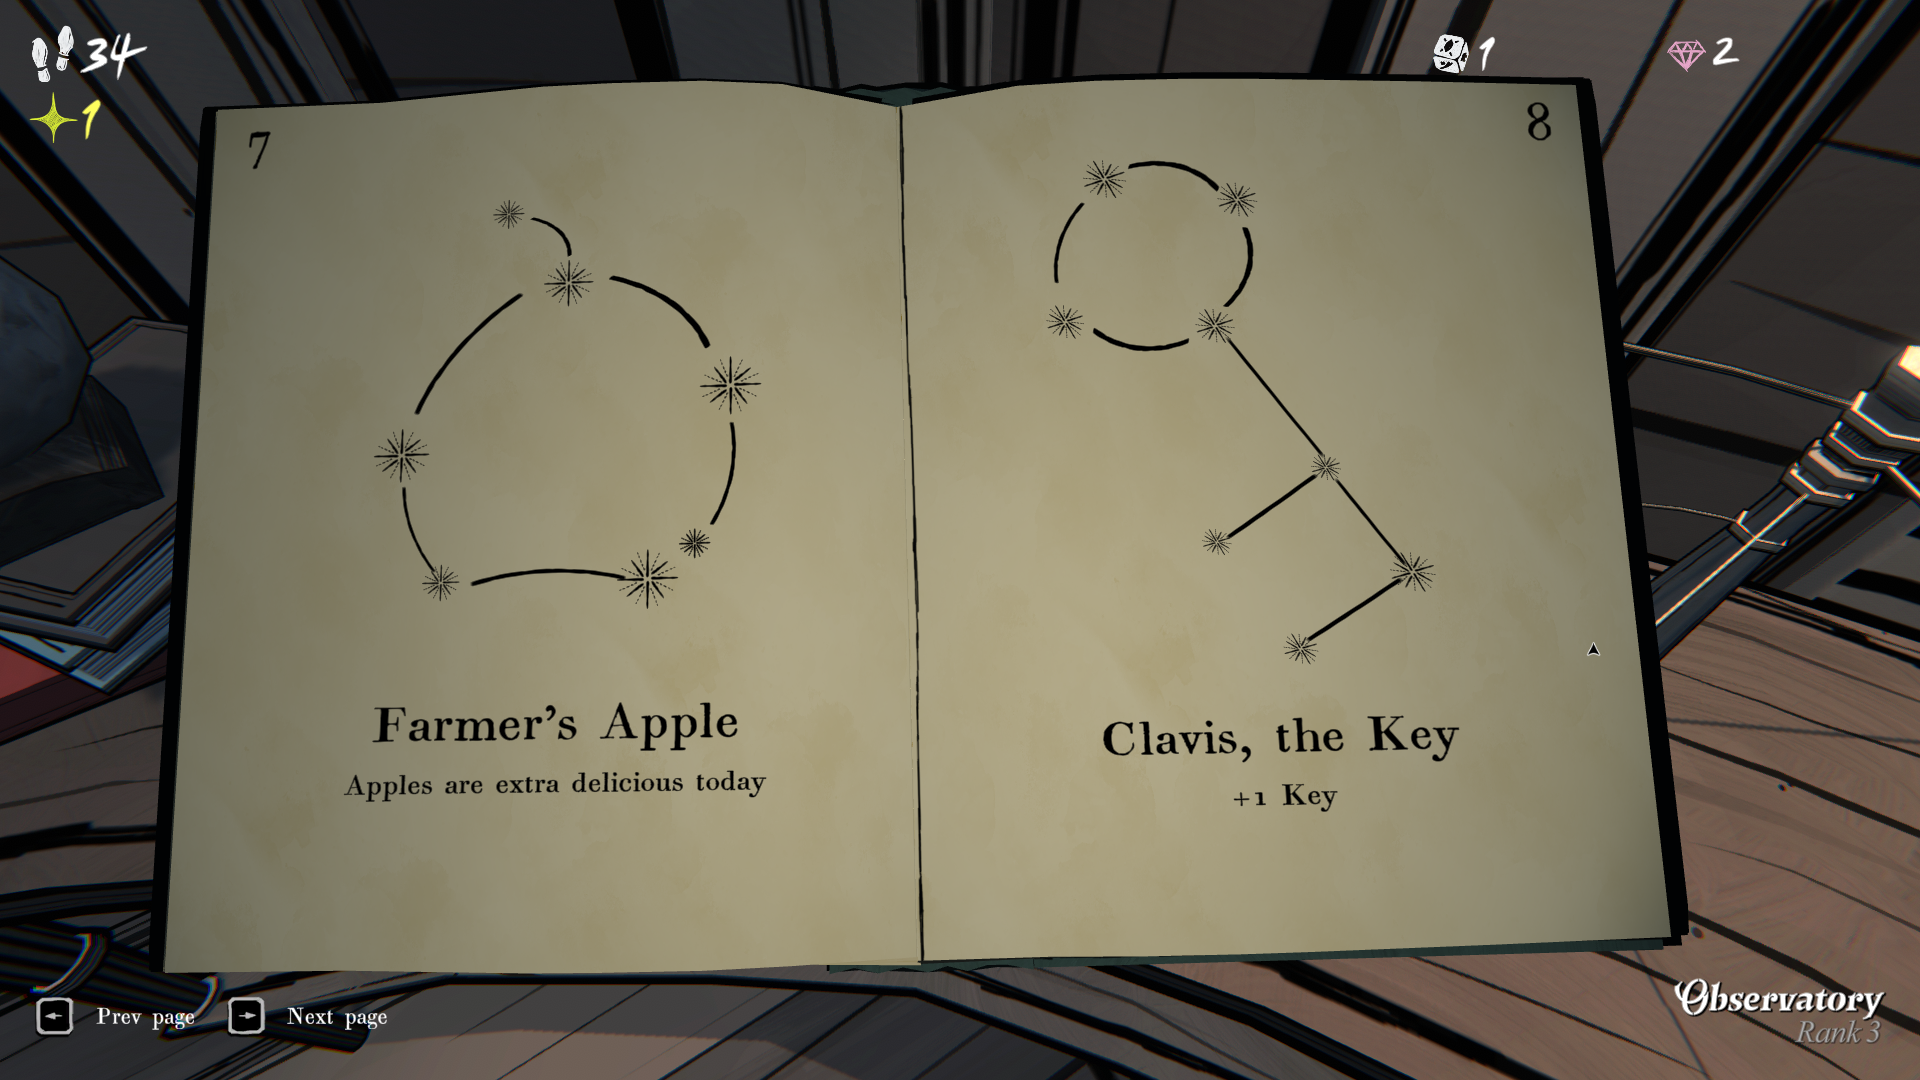 34
1
1
2
7
8
Farmer's Apple
Apples are extra delicious today
Clavis, the Key
+1 Key
Prev page
Next page
Observatory
Rank 3